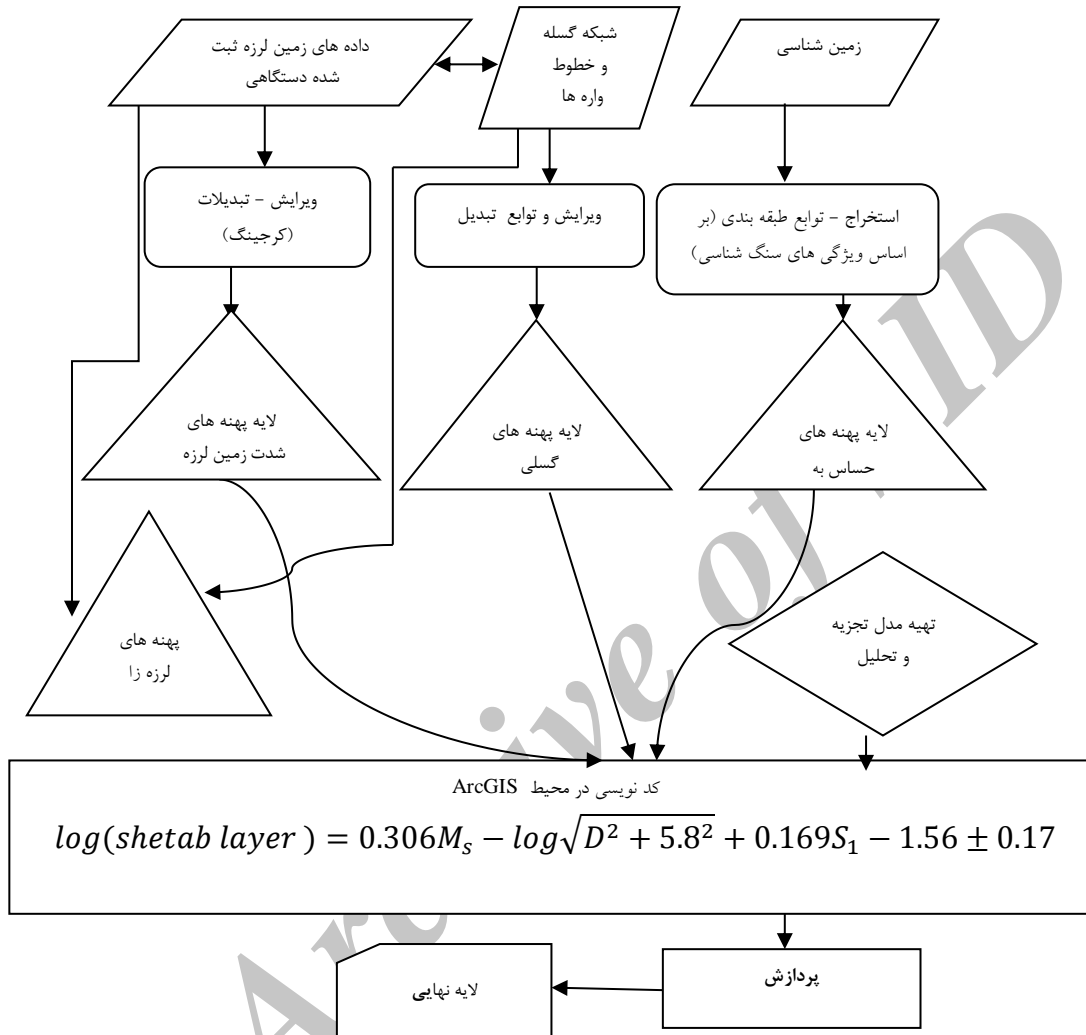 زمین شناسی
شبکه گسله
و خطوط
واره ها
داده های زمین لرزه ثبت
شده دستگاهی
استخراج - توابع طبقه بندی (بر
اساس ویژگی های سنگ شناسی)
ویرایش و توابع تبدیل
ویرایش - تبدیلات
(کرجینگ)
لایه پهنه های
حساس به
لایه پهنه های
گسلی
لایه پهنه های
شدت زمین لرزه
تهیه مدل تجزیه
و تحلیل
پهنه های
لرزه زا
کد نویسی در محیط ArcGIS
log(shetab layer ) = 0.306M_s − log√(D² + 5.8²) + 0.169S_1 − 1.56 ± 0.17
پردازش
لایه نهایی
Archive of SID